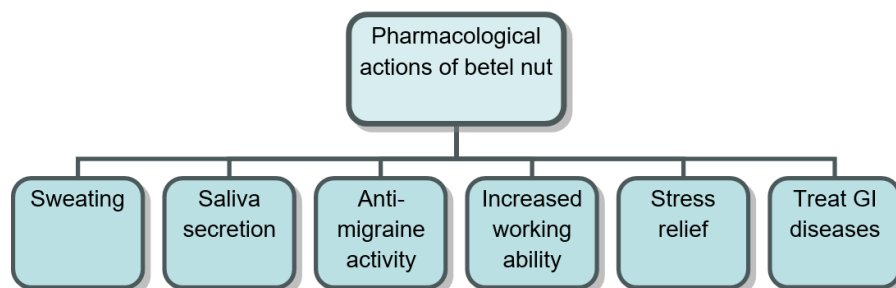 Pharmacological
actions of betel nut
Sweating
Saliva
secretion
Anti-
migraine
activity
Increased
working
ability
Stress
relief
Treat GI
diseases